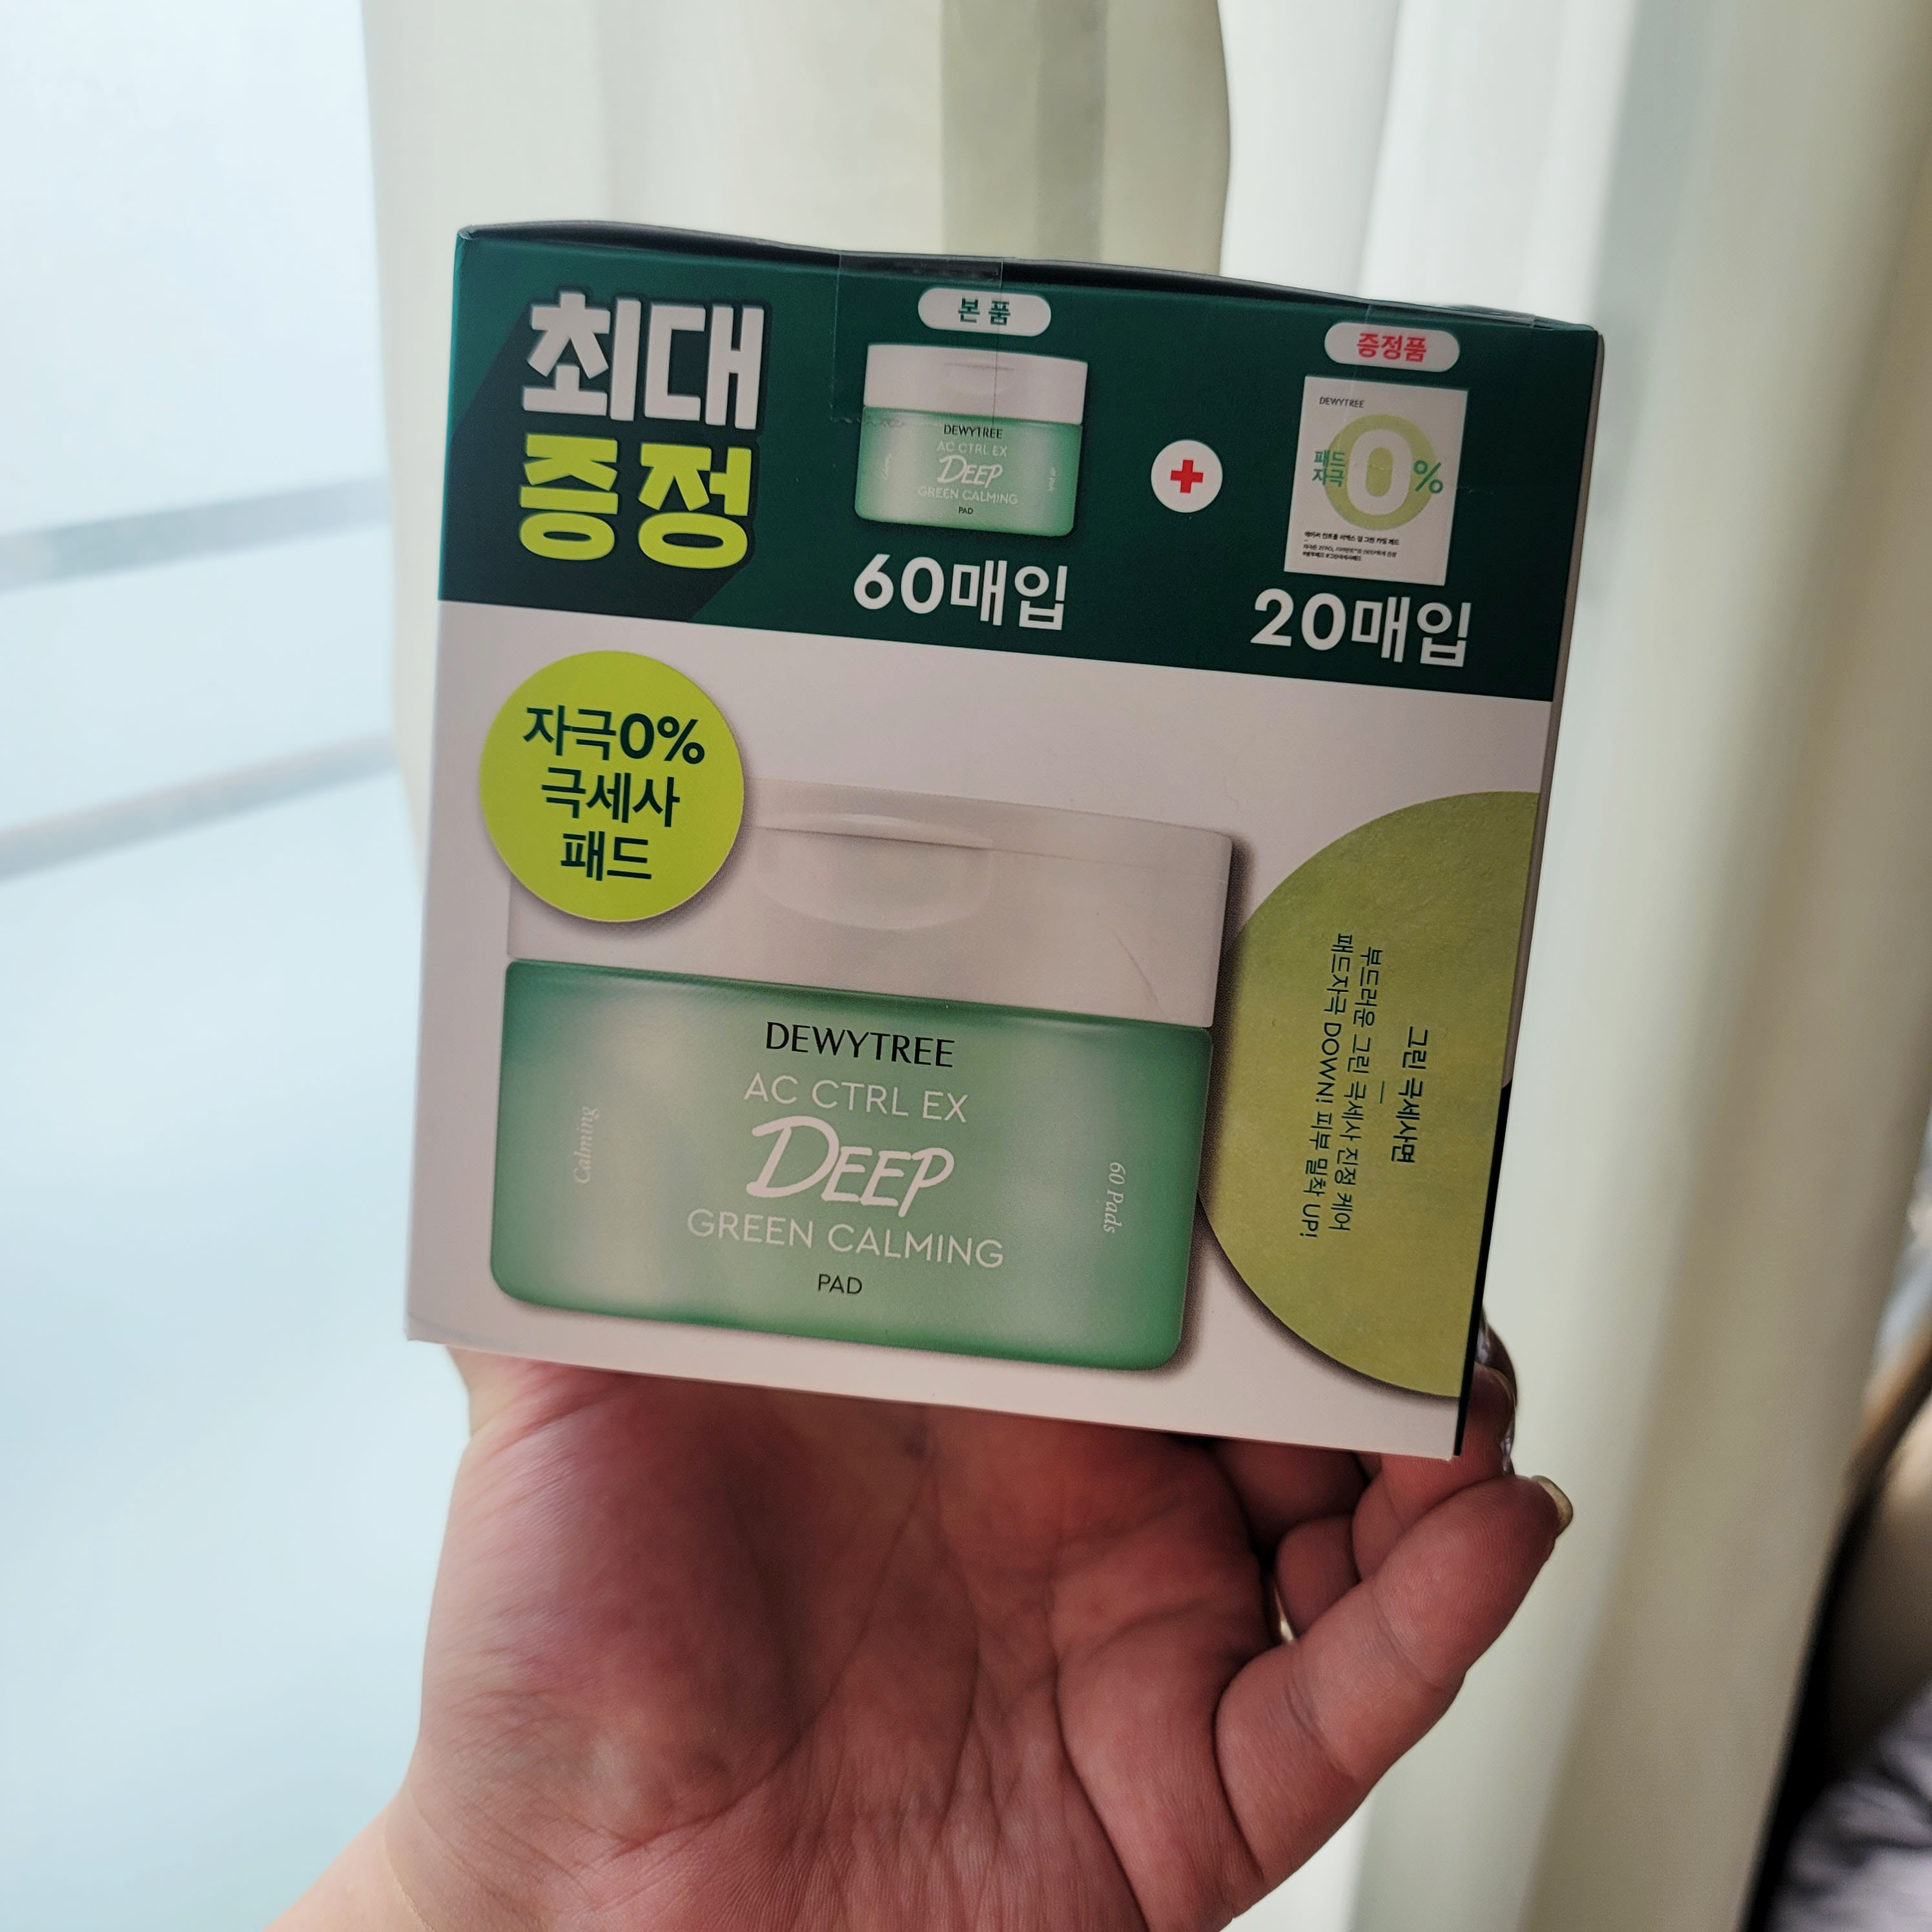 최대
증정
본품
DEWYTREE
AC CTRL EX
DEEP
GREEN CALMING
PAD
60매입
증정품
DEWYTREE
패드
자극
0%
20매입
자극0%
극세사
패드
DEWYTREE
AC CTRL EX
DEEP
GREEN CALMING
PAD
Calming
60 Pads
그린 극세사면
부드러운 그린 극세사 진정 케어
패드자극 DOWN! 피부 밀착 UP!